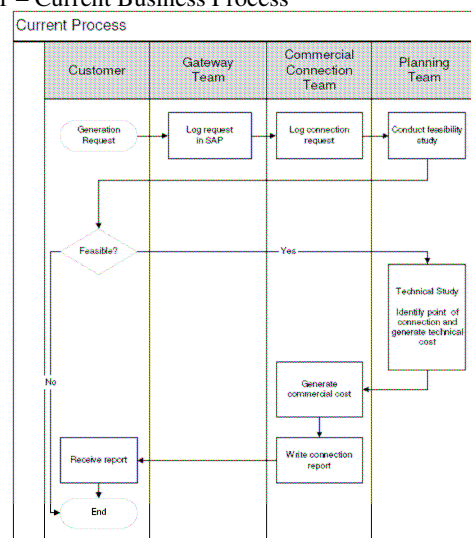 – Current Business Process
Current Process
Customer
Gateway
Team
Commercial
Connection
Team
Planning
Team
Generation
Request
Log request
in SAP
Log connection
request
Conduct feasibility
study
Feasible?
Yes
Technical Study
Identify point of
connection and
generate technical
cost
No
Generate
commercial cost
Receive report
Write connection
report
End